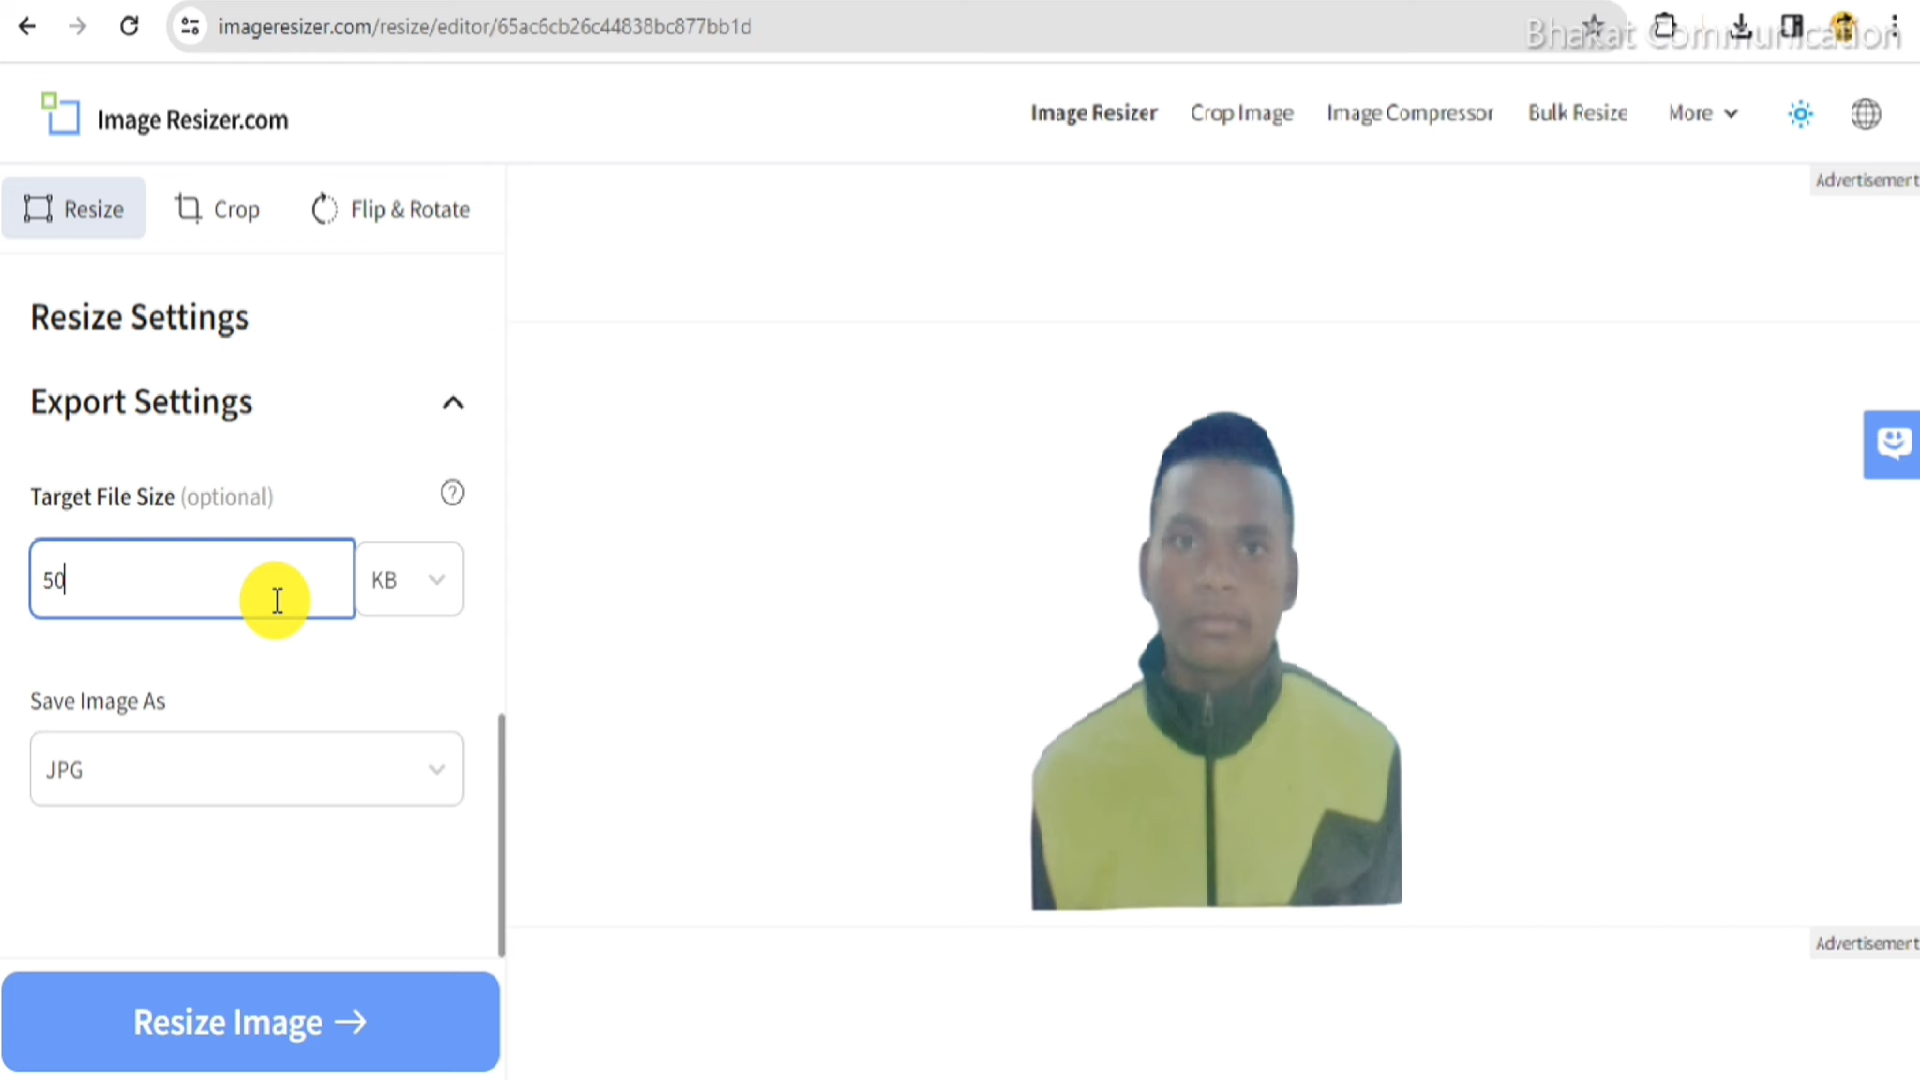 imageresizer.com/resize/editor/65ac6cb26c44838bc877bb1d
Bhakat Communication
Image Resizer.com
Image Resizer
Crop Image
Image Compressor
Bulk Resize
More
Resize
Crop
Flip & Rotate
Advertisement
Resize Settings
Export Settings
Target File Size (optional)
50
KB
Save Image As
JPG
Advertisement
Resize Image